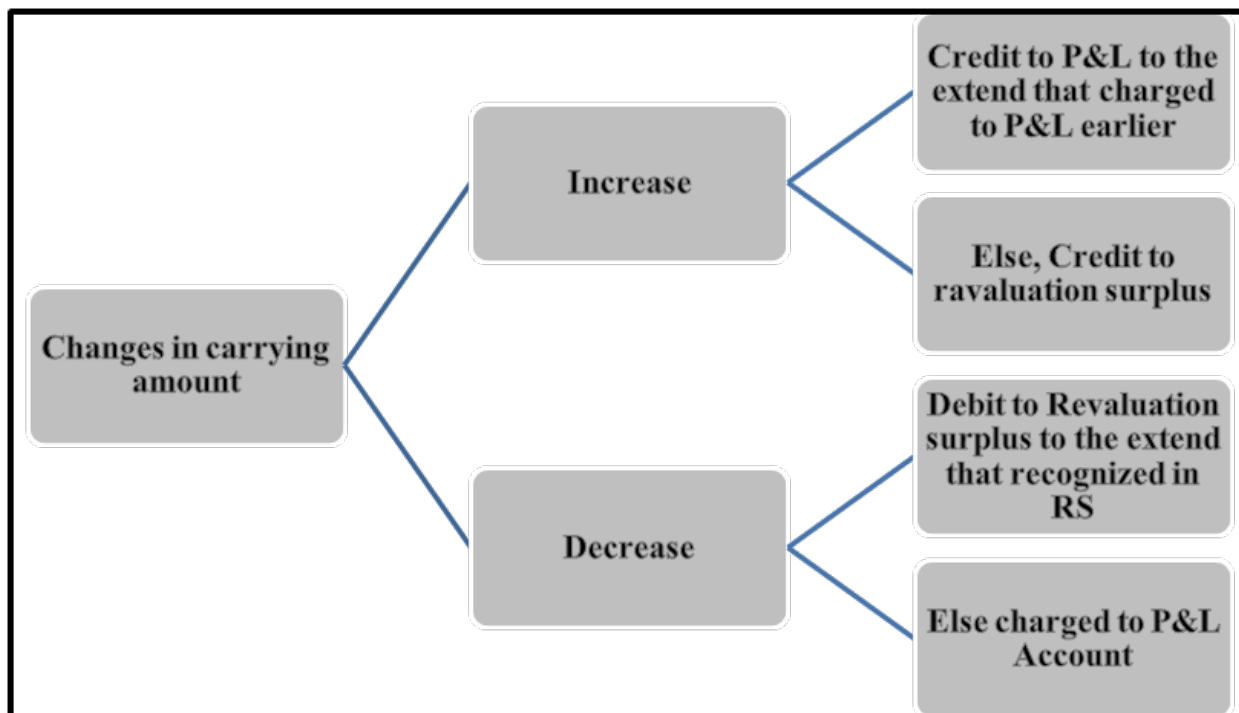 Changes in carrying
amount
Increase
Credit to P&L to the
extend that charged
to P&L earlier
Else, Credit to
ravaluation surplus
Decrease
Debit to Revaluation
surplus to the extend
that recognized in
RS
Else charged to P&L
Account